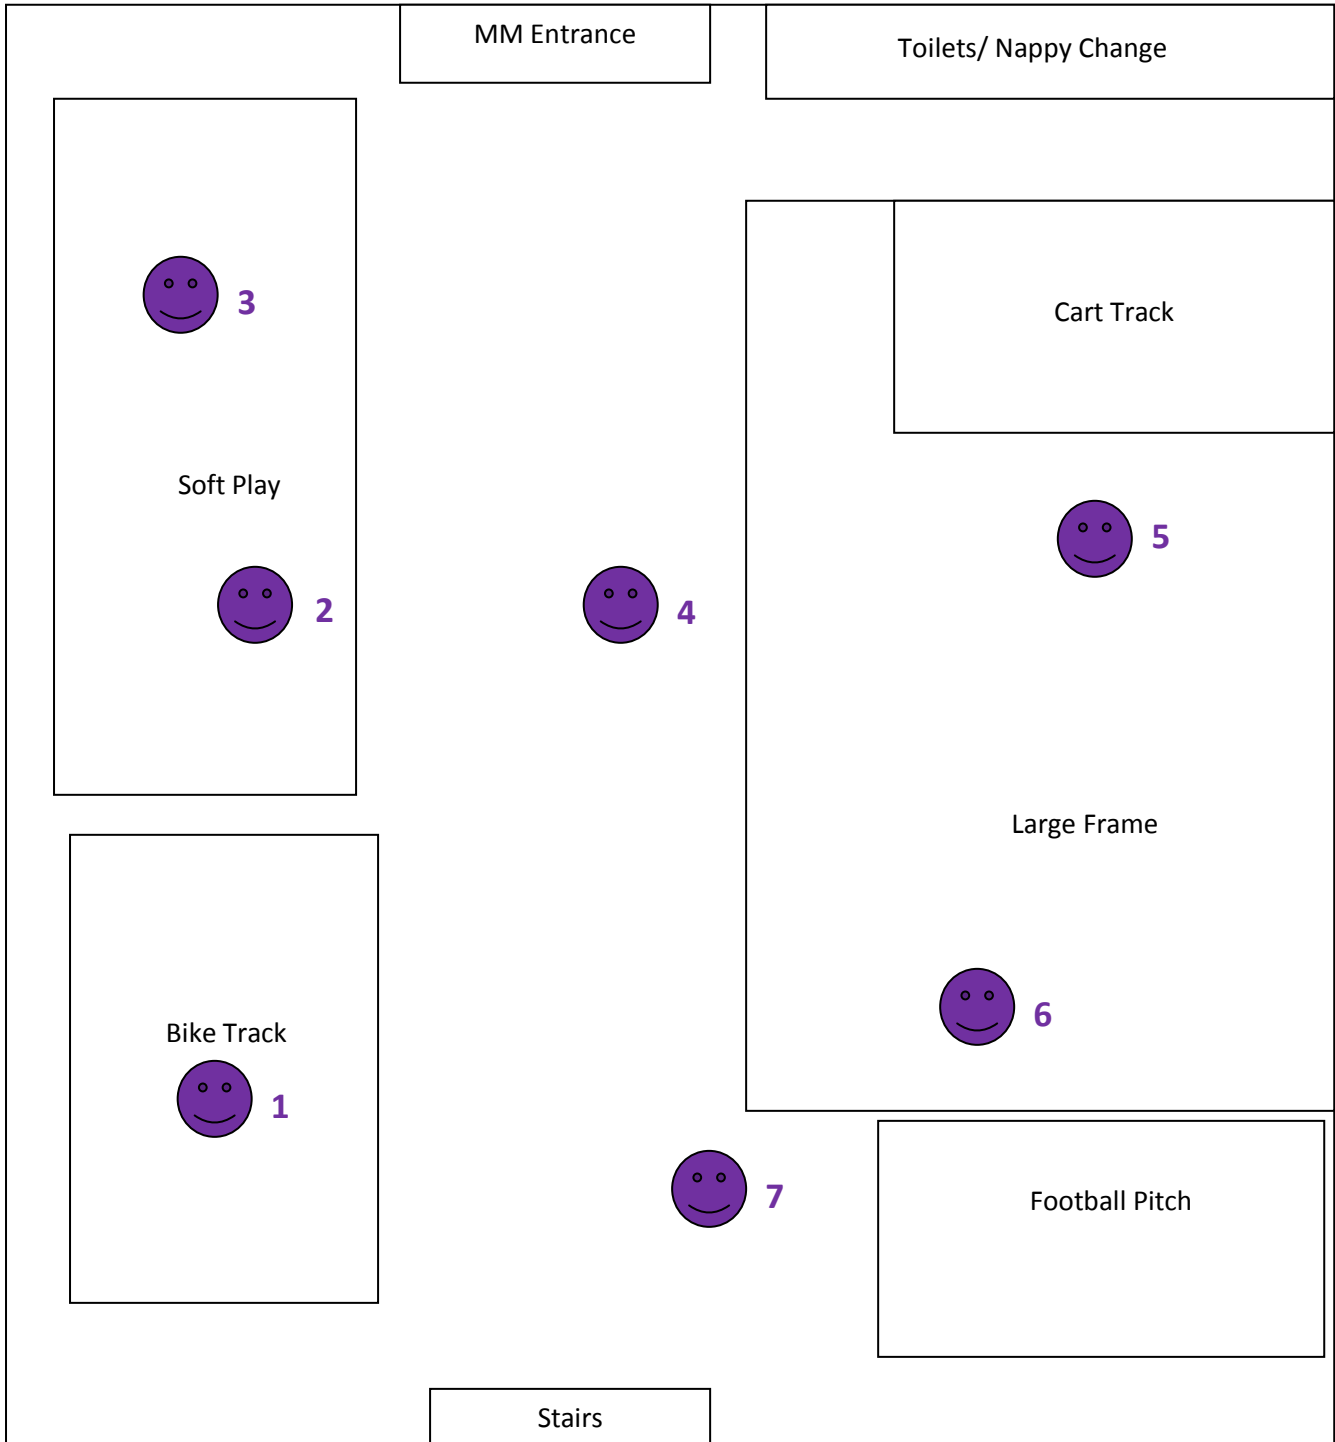 MM Entrance
Toilets/ Nappy Change
3
Cart Track
Soft Play
5
2
4
Large Frame
6
Bike Track
1
7
Football Pitch
Stairs